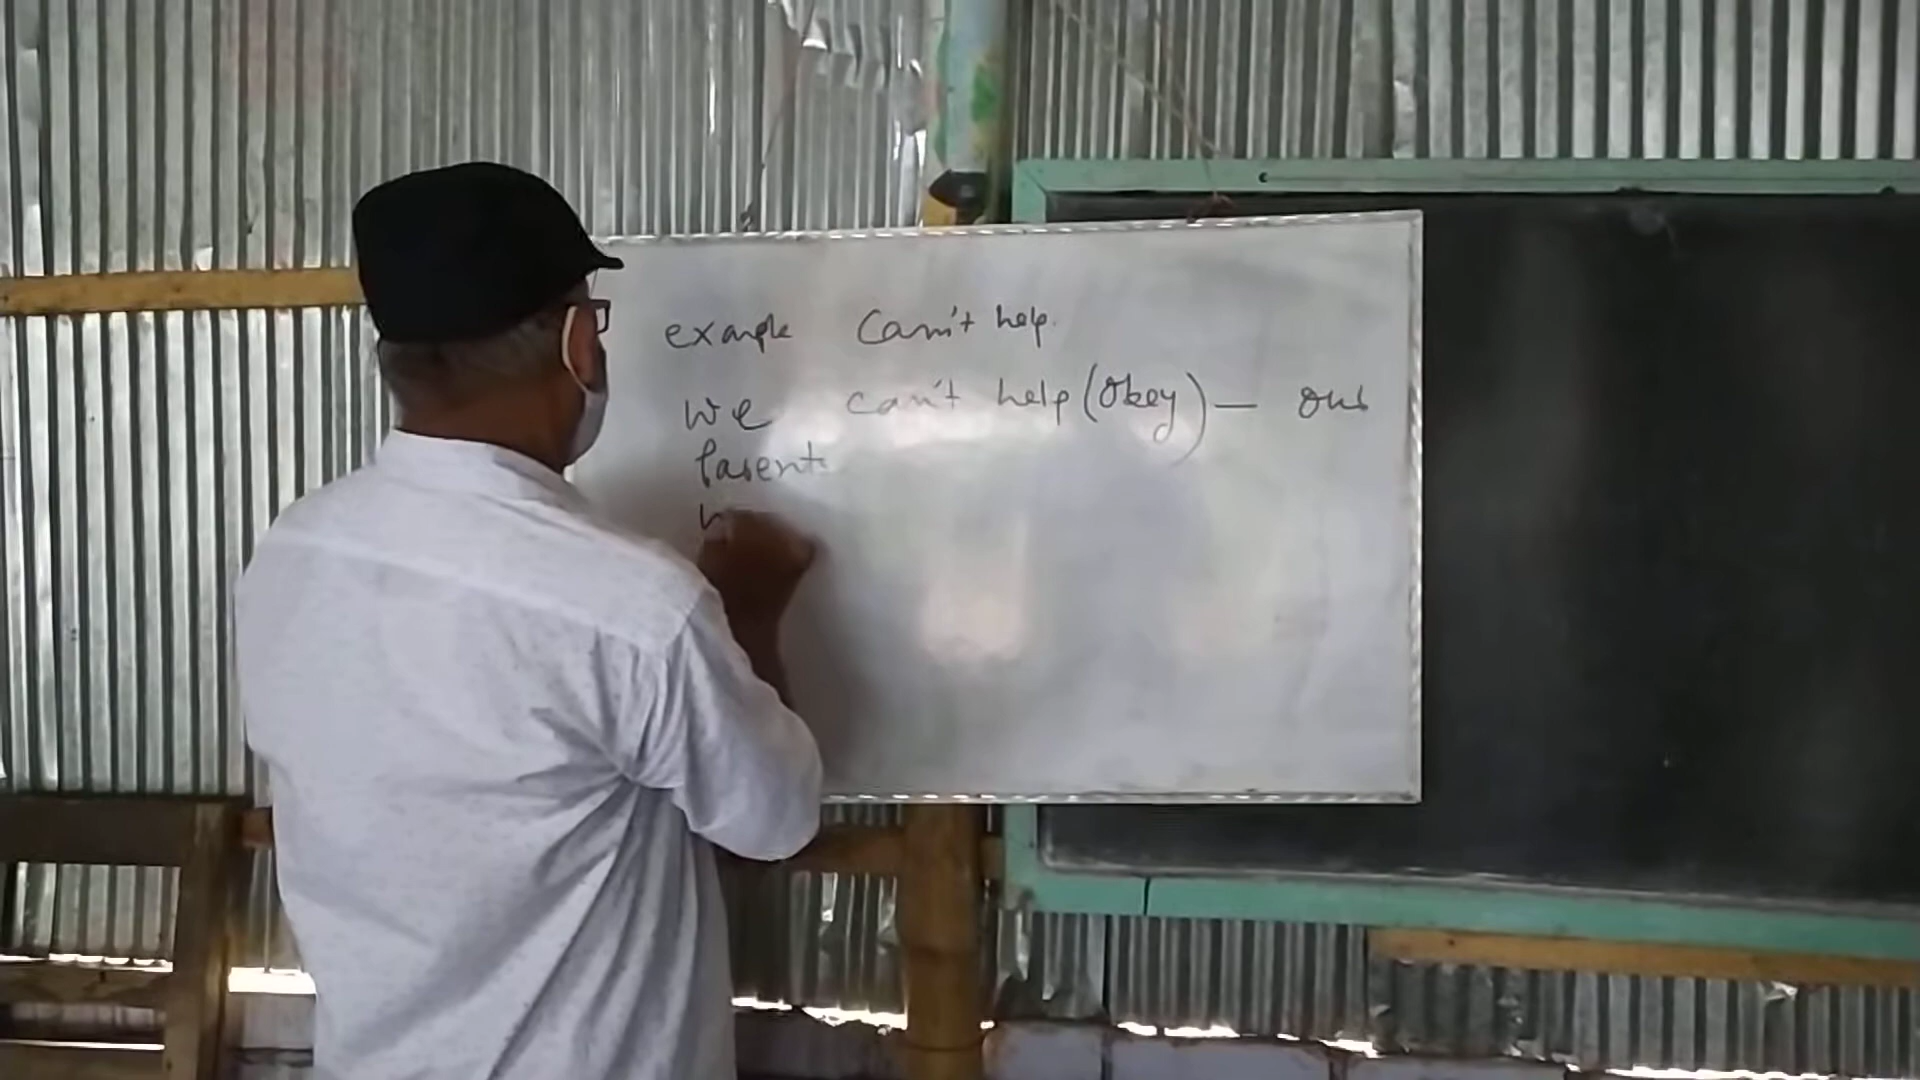 example can't help.
we can't help (obey) — our
parents